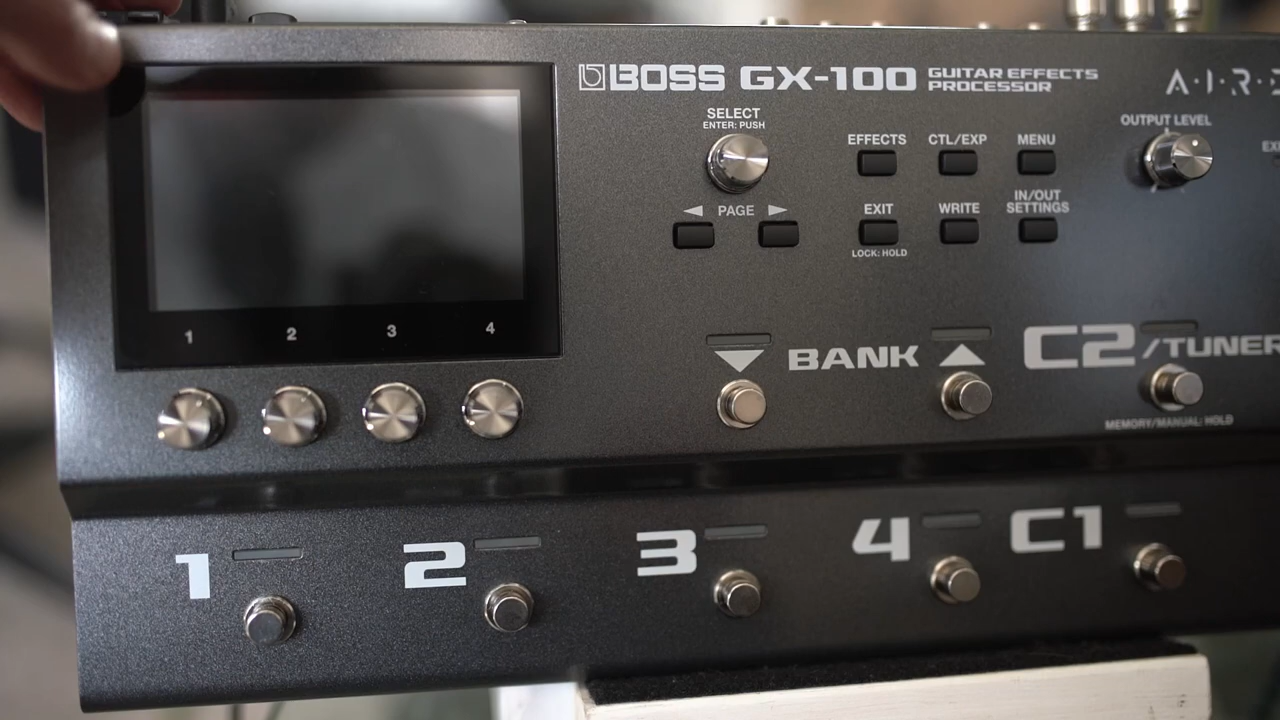 BOSS GX-100 GUITAR EFFECTS
PROCESSOR
A·I·R·D
SELECT
ENTER: PUSH
EFFECTS
CTL/EXP
MENU
OUTPUT LEVEL
PAGE
EXIT
WRITE
IN/OUT
SETTINGS
LOCK: HOLD
1 2 3 4
BANK
C2/TUNER
MEMORY/MANUAL: HOLD
1 2 3 4 C1